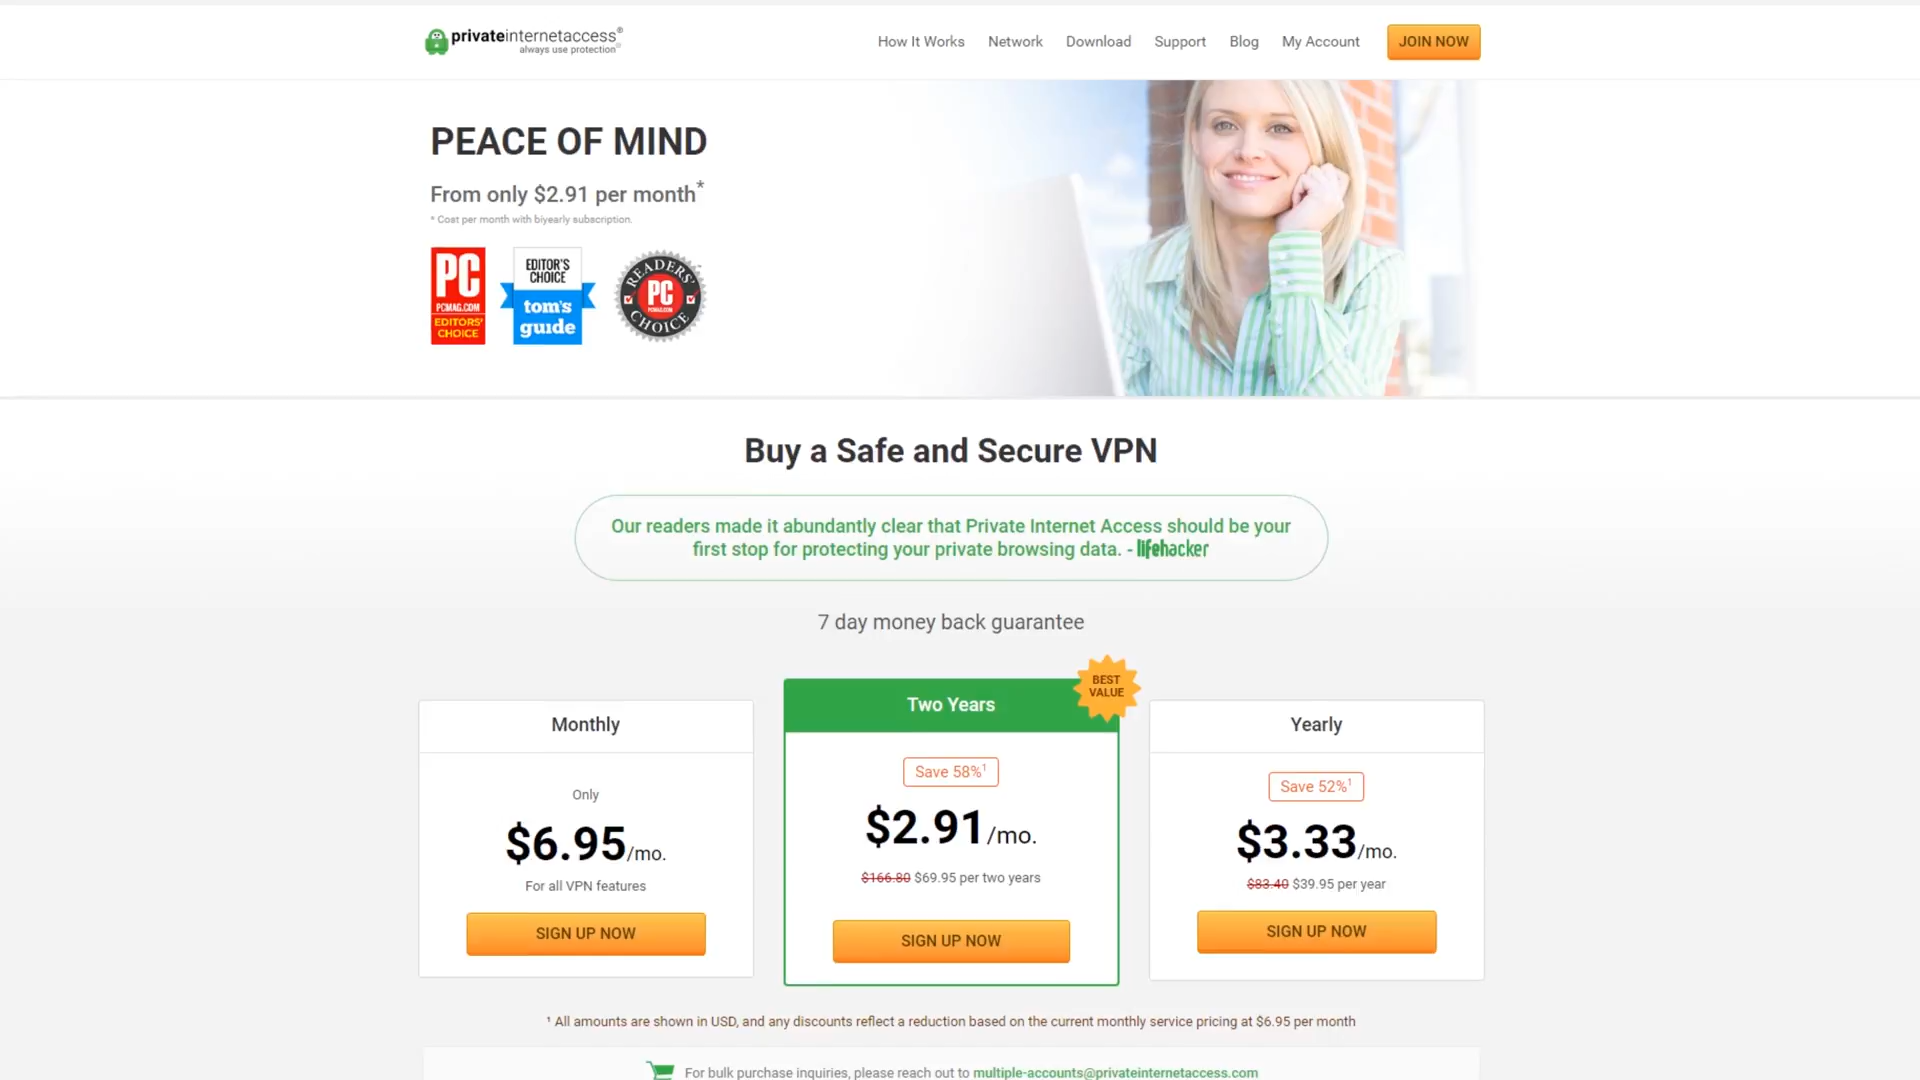 privateinternetaccess®
always use protection®
How It Works Network Download Support Blog My Account JOIN NOW
PEACE OF MIND
From only $2.91 per month*
* Cost per month with biyearly subscription.
PC
PCMAG.COM
EDITORS'
CHOICE
EDITOR'S
CHOICE
tom's
guide
READERS'
PC
PCMAG.COM
CHOICE
Buy a Safe and Secure VPN
Our readers made it abundantly clear that Private Internet Access should be your
first stop for protecting your private browsing data. - lifehacker
7 day money back guarantee
Monthly
Only
$6.95/mo.
For all VPN features
SIGN UP NOW
BEST
VALUE
Two Years
Save 58%¹
$2.91/mo.
$166.80 $69.95 per two years
SIGN UP NOW
Yearly
Save 52%¹
$3.33/mo.
$83.40 $39.95 per year
SIGN UP NOW
¹ All amounts are shown in USD, and any discounts reflect a reduction based on the current monthly service pricing at $6.95 per month
For bulk purchase inquiries, please reach out to multiple-accounts@privateinternetaccess.com